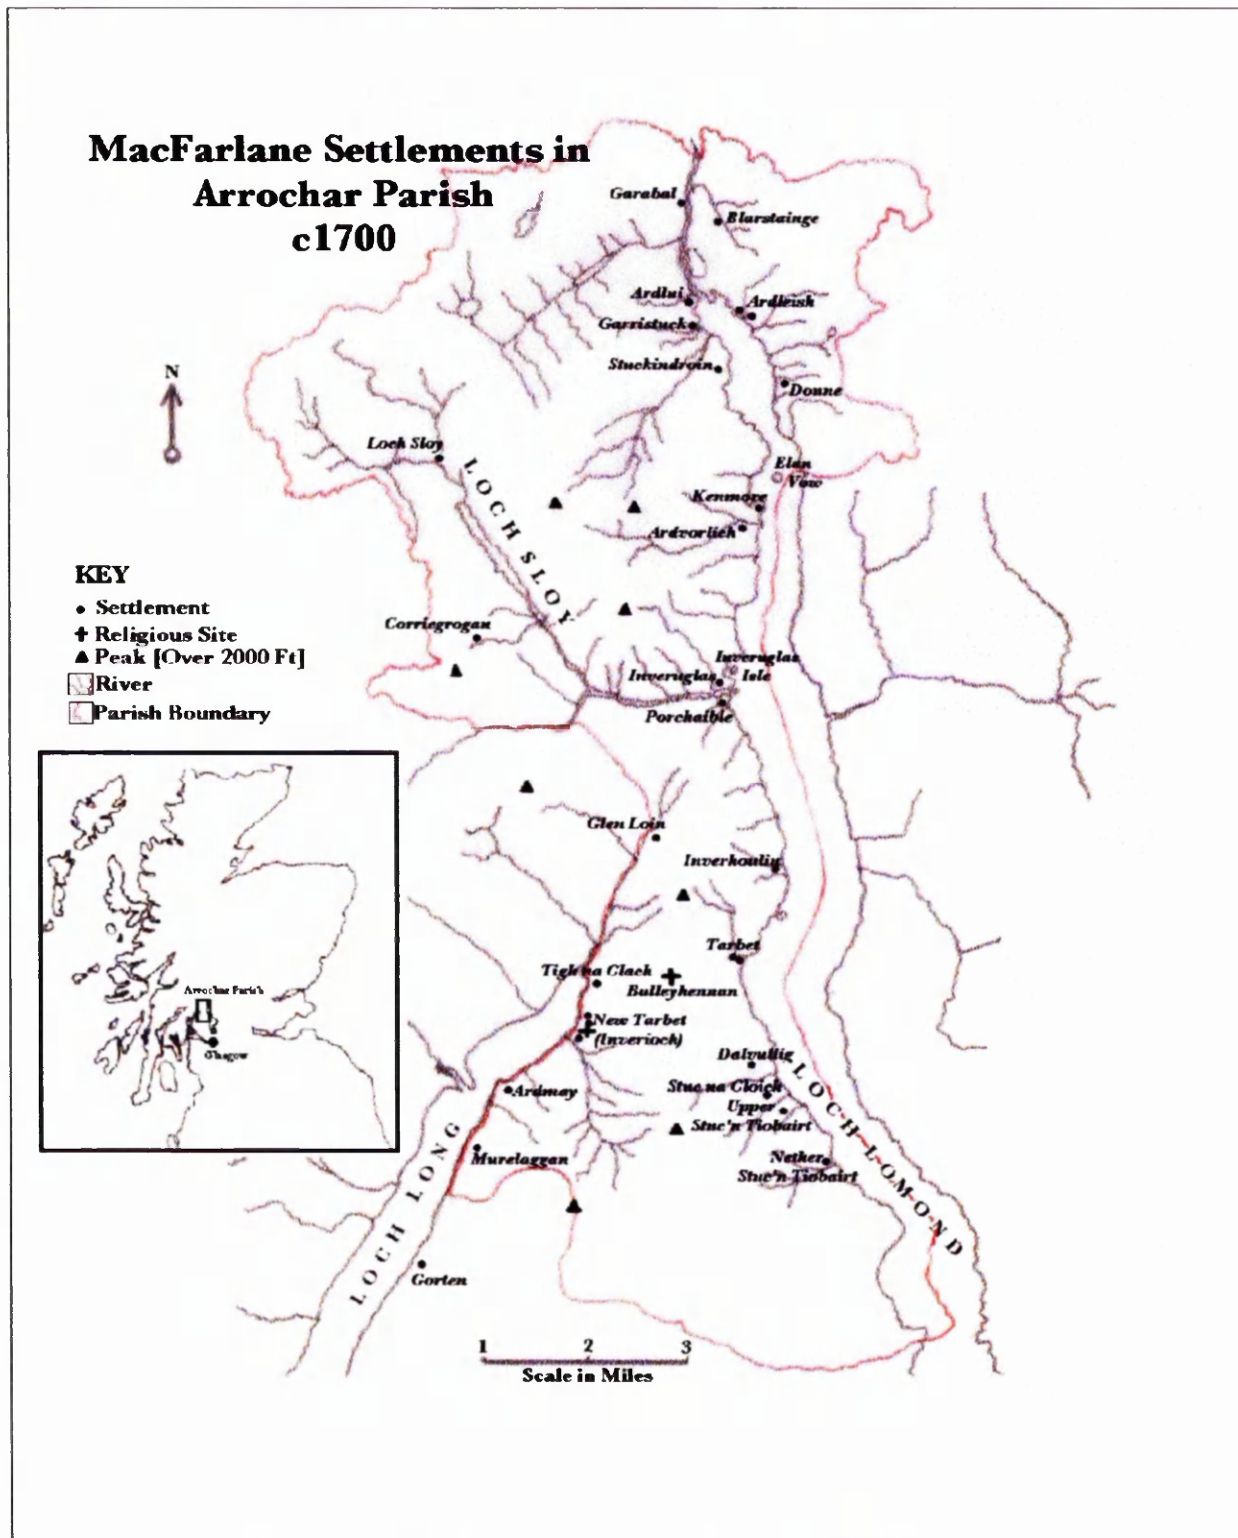 MacFarlane Settlements in
Arrochar Parish
c1700
Garabal
Blarstainge
Ardlui
Ardleish
Garristuck
Stuckindroin
Doune
N
Loch Sloy
LOCH SLOY
Elan
Vow
Kenmore
Ardvorlich
KEY
Settlement
Religious Site
Peak [Over 2000 Ft]
River
Parish Boundary
Corriegrogan
Inveruglas
Isle
Inveruglas
Porchaible
Glen Loin
Inverhoulig
Tarbet
Tigh na Clach
Balleyhennan
New Tarbet
(Inverioch)
Arrochar Parish
Glasgow
Dalvullig
Stuc na Cloich
Upper
Stuc'n Tiobairt
Ardmay
Murelaggan
Nether
Stuc'n Tiobairt
LOCH LOMOND
LOCH LONG
Gorten
1 2 3
Scale in Miles